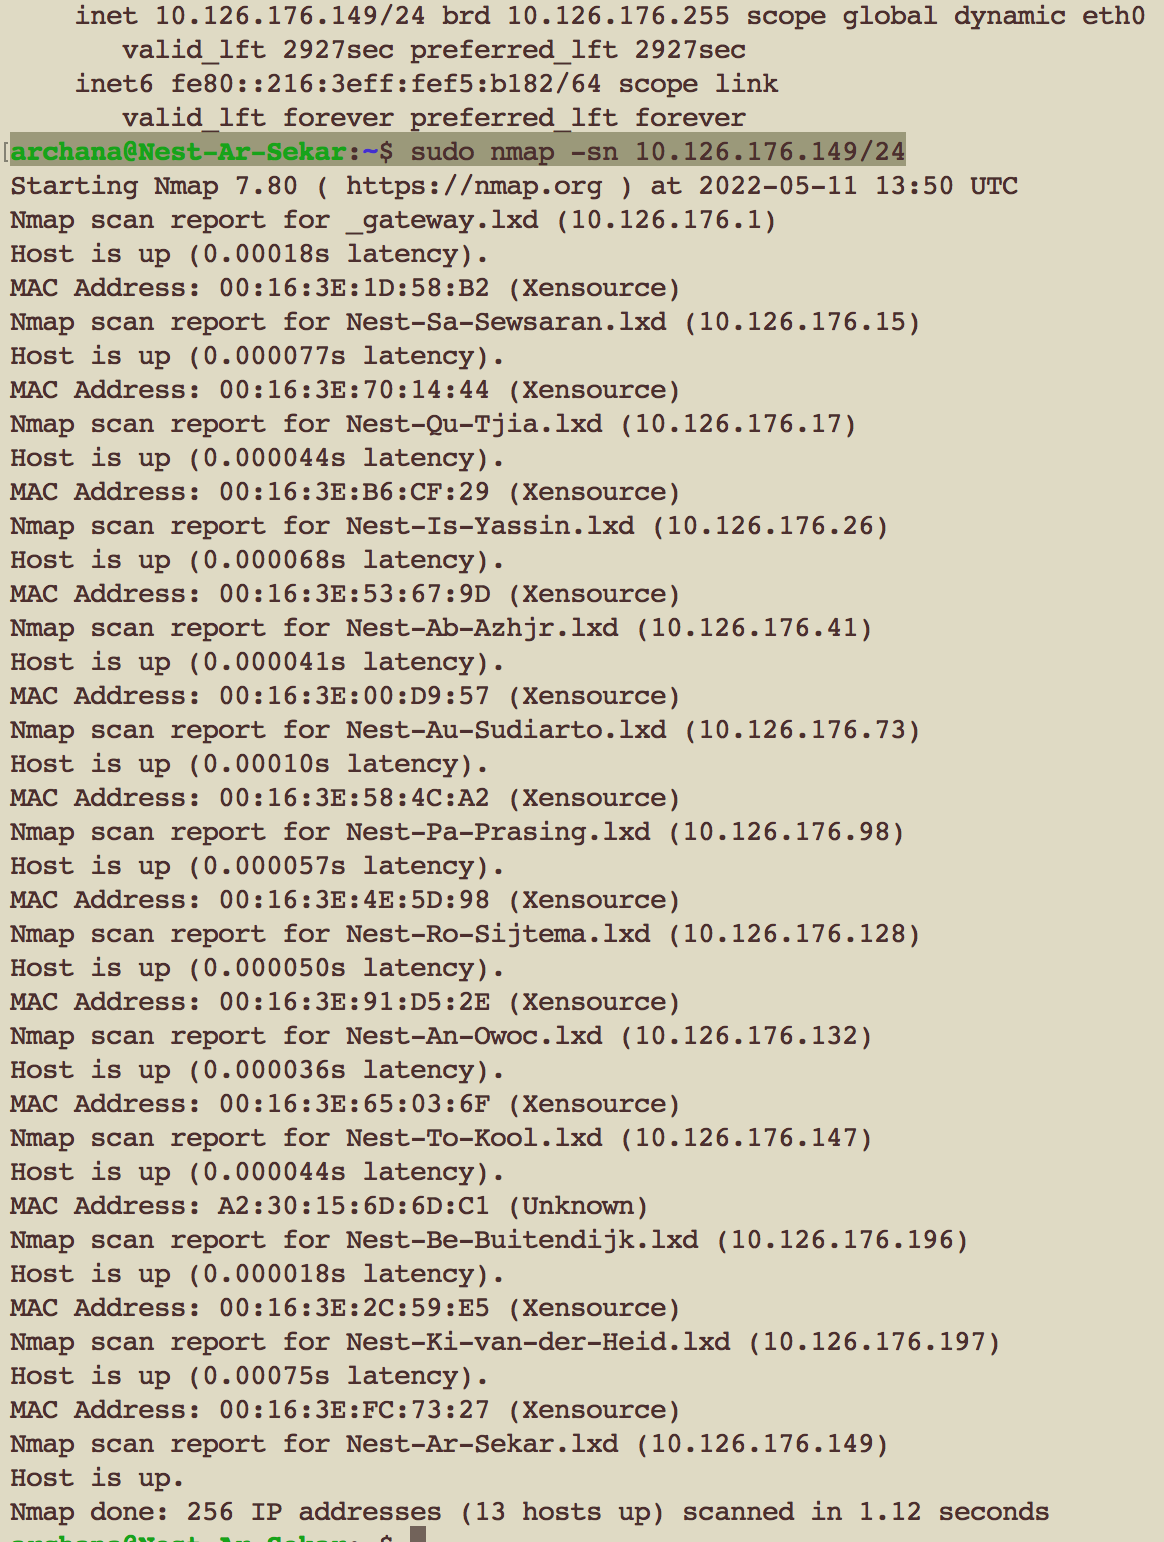 inet 10.126.176.149/24 brd 10.126.176.255 scope global dynamic eth0
valid_lft 2927sec preferred_lft 2927sec
inet6 fe80::216:3eff:fef5:b182/64 scope link
valid_lft forever preferred_lft forever
[archana@Nest-Ar-Sekar:~$ sudo nmap -sn 10.126.176.149/24
Starting Nmap 7.80 ( https://nmap.org ) at 2022-05-11 13:50 UTC
Nmap scan report for _gateway.lxd (10.126.176.1)
Host is up (0.00018s latency).
MAC Address: 00:16:3E:1D:58:B2 (Xensource)
Nmap scan report for Nest-Sa-Sewsaran.lxd (10.126.176.15)
Host is up (0.000077s latency).
MAC Address: 00:16:3E:70:14:44 (Xensource)
Nmap scan report for Nest-Qu-Tjia.lxd (10.126.176.17)
Host is up (0.000044s latency).
MAC Address: 00:16:3E:B6:CF:29 (Xensource)
Nmap scan report for Nest-Is-Yassin.lxd (10.126.176.26)
Host is up (0.000068s latency).
MAC Address: 00:16:3E:53:67:9D (Xensource)
Nmap scan report for Nest-Ab-Azhjr.lxd (10.126.176.41)
Host is up (0.000041s latency).
MAC Address: 00:16:3E:00:D9:57 (Xensource)
Nmap scan report for Nest-Au-Sudiarto.lxd (10.126.176.73)
Host is up (0.00010s latency).
MAC Address: 00:16:3E:58:4C:A2 (Xensource)
Nmap scan report for Nest-Pa-Prasing.lxd (10.126.176.98)
Host is up (0.000057s latency).
MAC Address: 00:16:3E:4E:5D:98 (Xensource)
Nmap scan report for Nest-Ro-Sijtema.lxd (10.126.176.128)
Host is up (0.000050s latency).
MAC Address: 00:16:3E:91:D5:2E (Xensource)
Nmap scan report for Nest-An-Owoc.lxd (10.126.176.132)
Host is up (0.000036s latency).
MAC Address: 00:16:3E:65:03:6F (Xensource)
Nmap scan report for Nest-To-Kool.lxd (10.126.176.147)
Host is up (0.000044s latency).
MAC Address: A2:30:15:6D:6D:C1 (Unknown)
Nmap scan report for Nest-Be-Buitendijk.lxd (10.126.176.196)
Host is up (0.000018s latency).
MAC Address: 00:16:3E:2C:59:E5 (Xensource)
Nmap scan report for Nest-Ki-van-der-Heid.lxd (10.126.176.197)
Host is up (0.00075s latency).
MAC Address: 00:16:3E:FC:73:27 (Xensource)
Nmap scan report for Nest-Ar-Sekar.lxd (10.126.176.149)
Host is up.
Nmap done: 256 IP addresses (13 hosts up) scanned in 1.12 seconds
archana@Nest-Ar-Sekar:~$